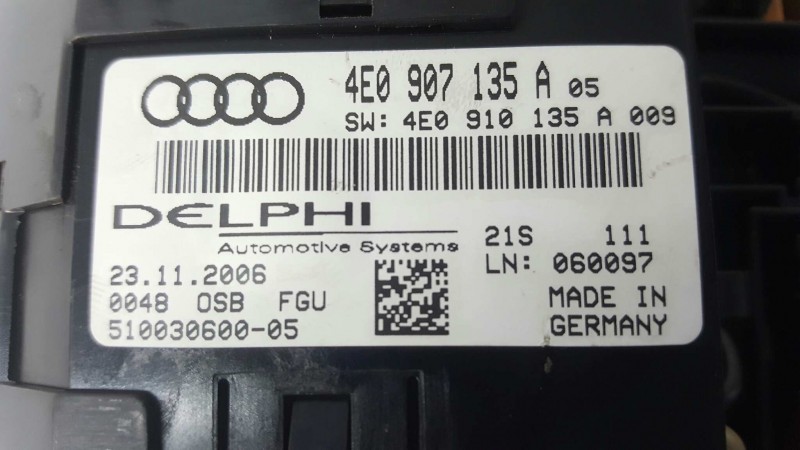 4E0 907 135 A 05
SW: 4E0 910 135 A 009
DELPHI
Automotive Systems
21S 111
LN: 060097
23.11.2006
0048 OSB FGU
510030600-05
MADE IN
GERMANY